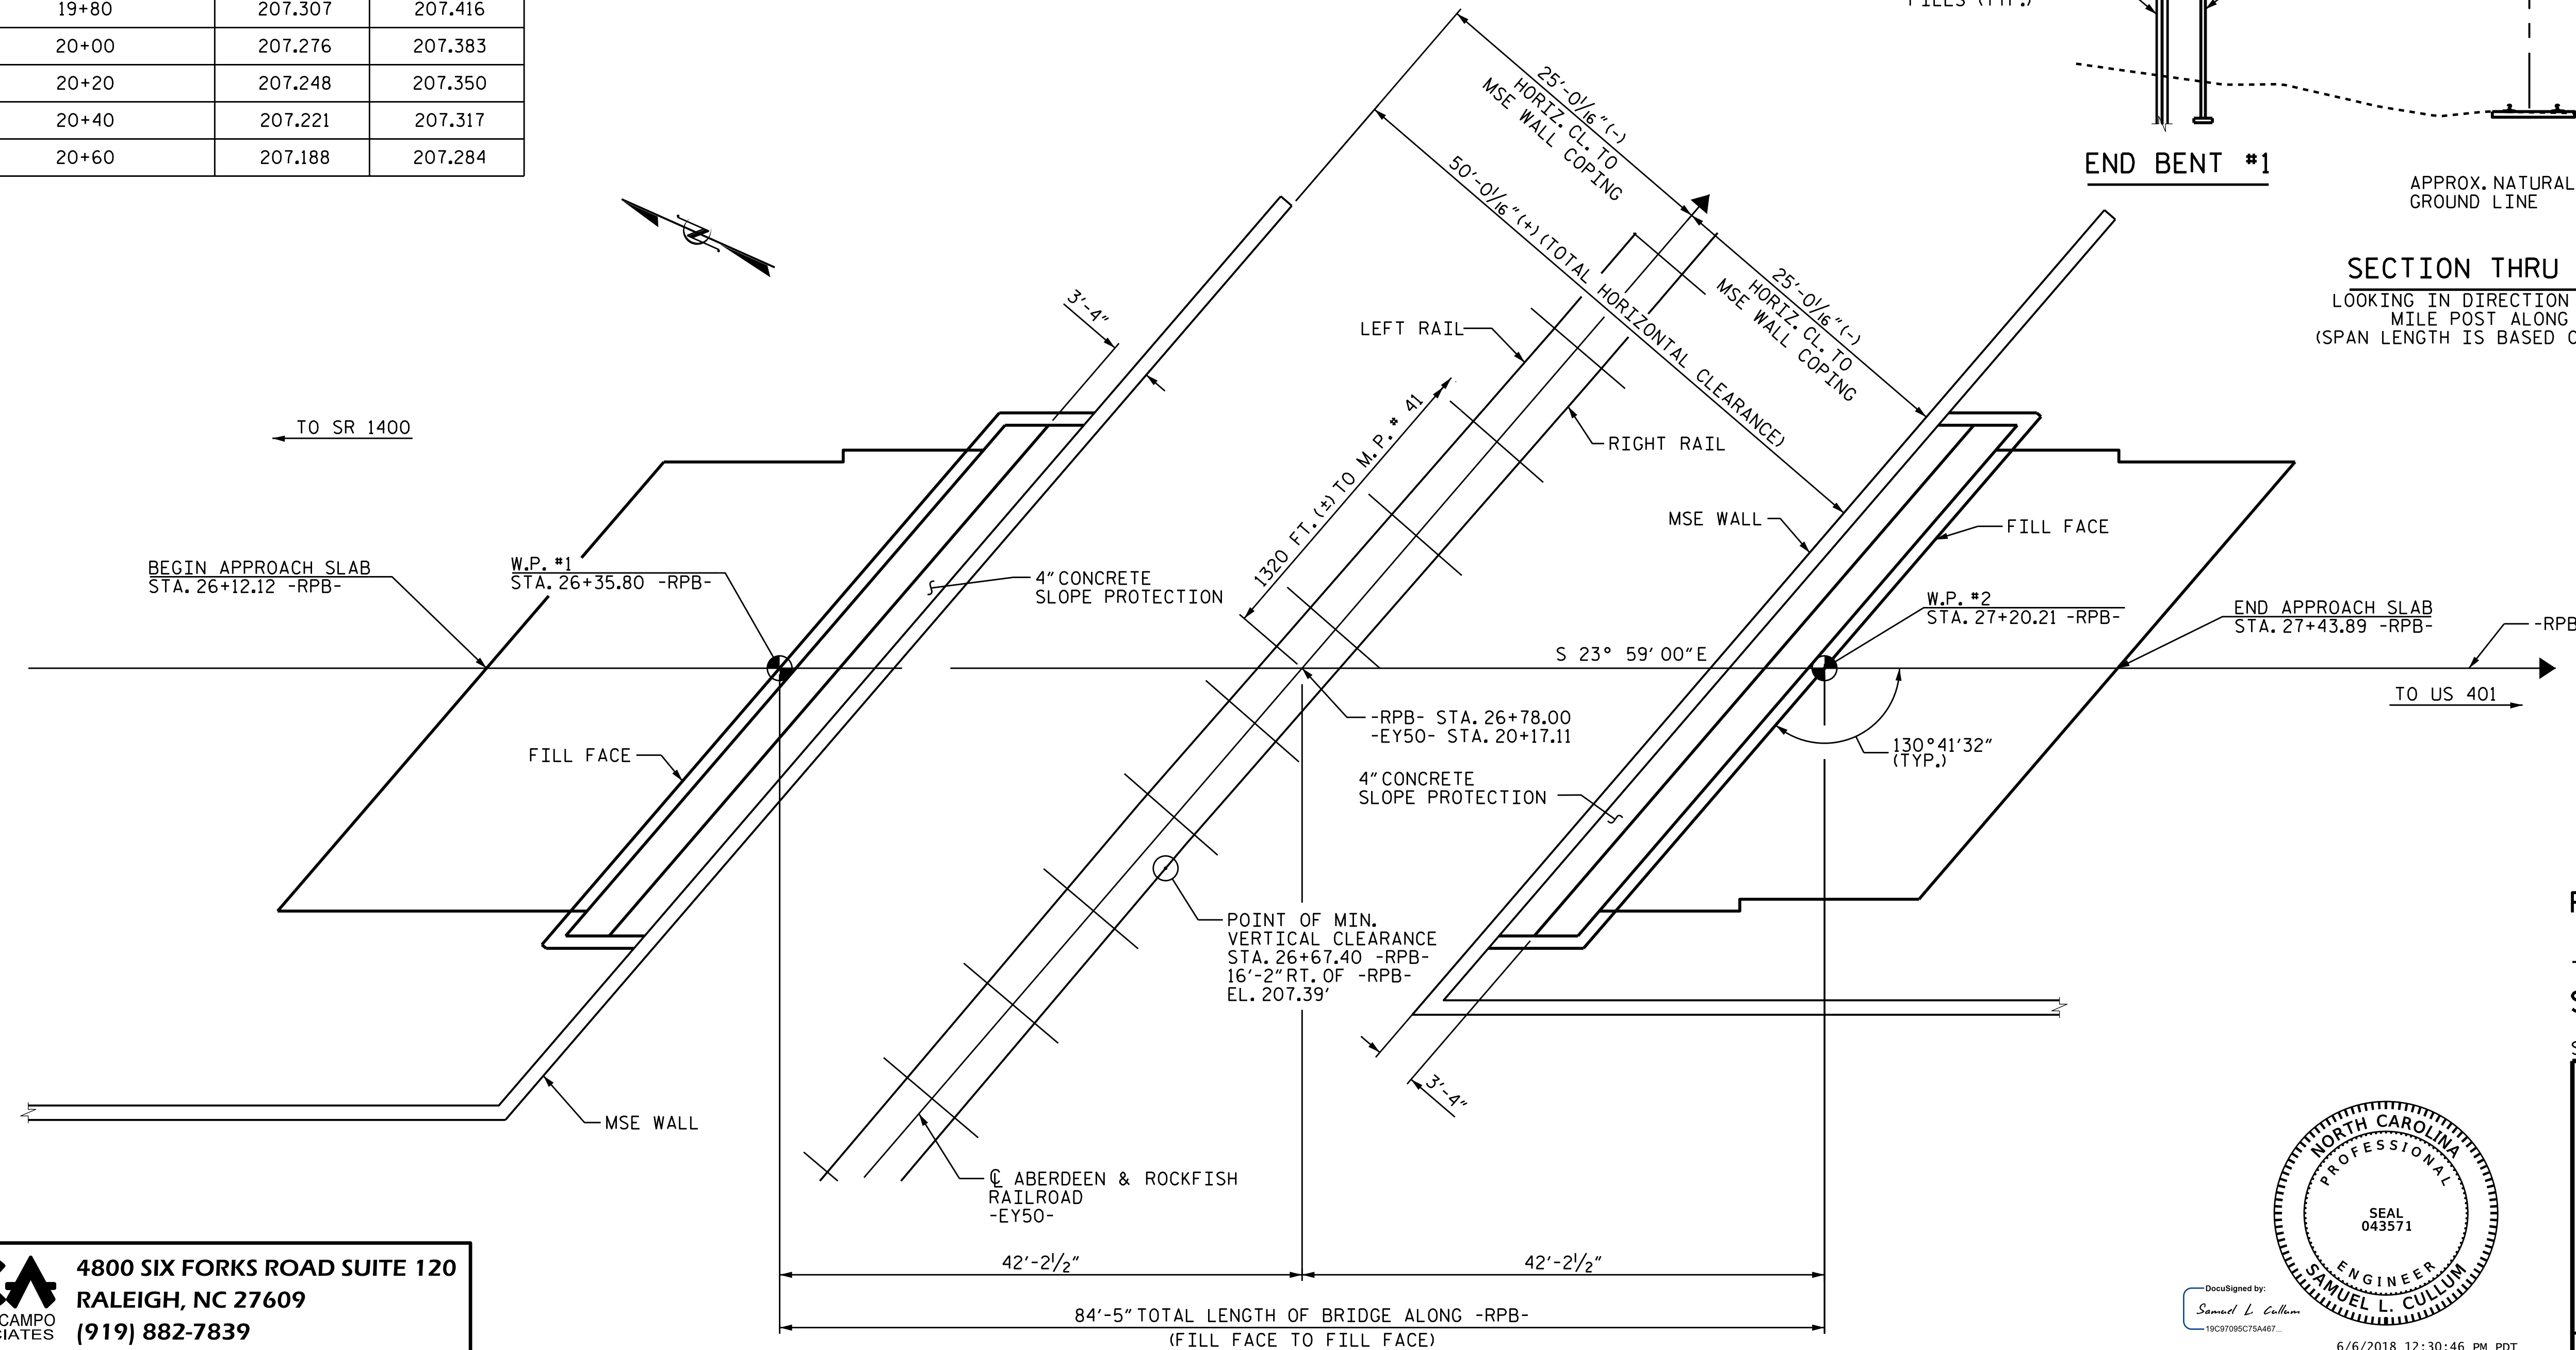 19+80 207.307 207.416
20+00 207.276 207.383
20+20 207.248 207.350
20+40 207.221 207.317
20+60 207.188 207.284
END BENT #1
APPROX. NATURAL
GROUND LINE
SECTION THRU
LOOKING IN DIRECTION
MILE POST ALONG
(SPAN LENGTH IS BASED
25'-0 1/16" (-)
HORIZ. CL. TO
MSE WALL COPING
50'-0 1/16" (+) (TOTAL HORIZONTAL CLEARANCE)
25'-0 1/16" (-)
HORIZ. CL. TO
MSE WALL COPING
N
3'-4"
LEFT RAIL
RIGHT RAIL
1320 FT. (±) TO M.P. # 41
TO SR 1400
MSE WALL
FILL FACE
BEGIN APPROACH SLAB
STA. 26+12.12 -RPB-
W.P. #1
STA. 26+35.80 -RPB-
4" CONCRETE
SLOPE PROTECTION
W.P. #2
STA. 27+20.21 -RPB-
END APPROACH SLAB
STA. 27+43.89 -RPB-
-RPB
S 23° 59' 00" E
TO US 401
-RPB- STA. 26+78.00
-EY50- STA. 20+17.11
130°41'32"
(TYP.)
FILL FACE
4" CONCRETE
SLOPE PROTECTION
POINT OF MIN.
VERTICAL CLEARANCE
STA. 26+67.40 -RPB-
16'-2" RT. OF -RPB-
EL. 207.39'
3'-4"
MSE WALL
℄ ABERDEEN & ROCKFISH
RAILROAD
-EY50-
42'-2 1/2" 42'-2 1/2"
84'-5" TOTAL LENGTH OF BRIDGE ALONG -RPB-
(FILL FACE TO FILL FACE)
4800 SIX FORKS ROAD SUITE 120
RALEIGH, NC 27609
(919) 882-7839
NORTH CAROLINA
PROFESSIONAL
SEAL
043571
ENGINEER
SAMUEL L. CULLUM
DocuSigned by:
Samuel L Cullum
19C97095C75A467...
6/6/2018 12:30:46 PM PDT